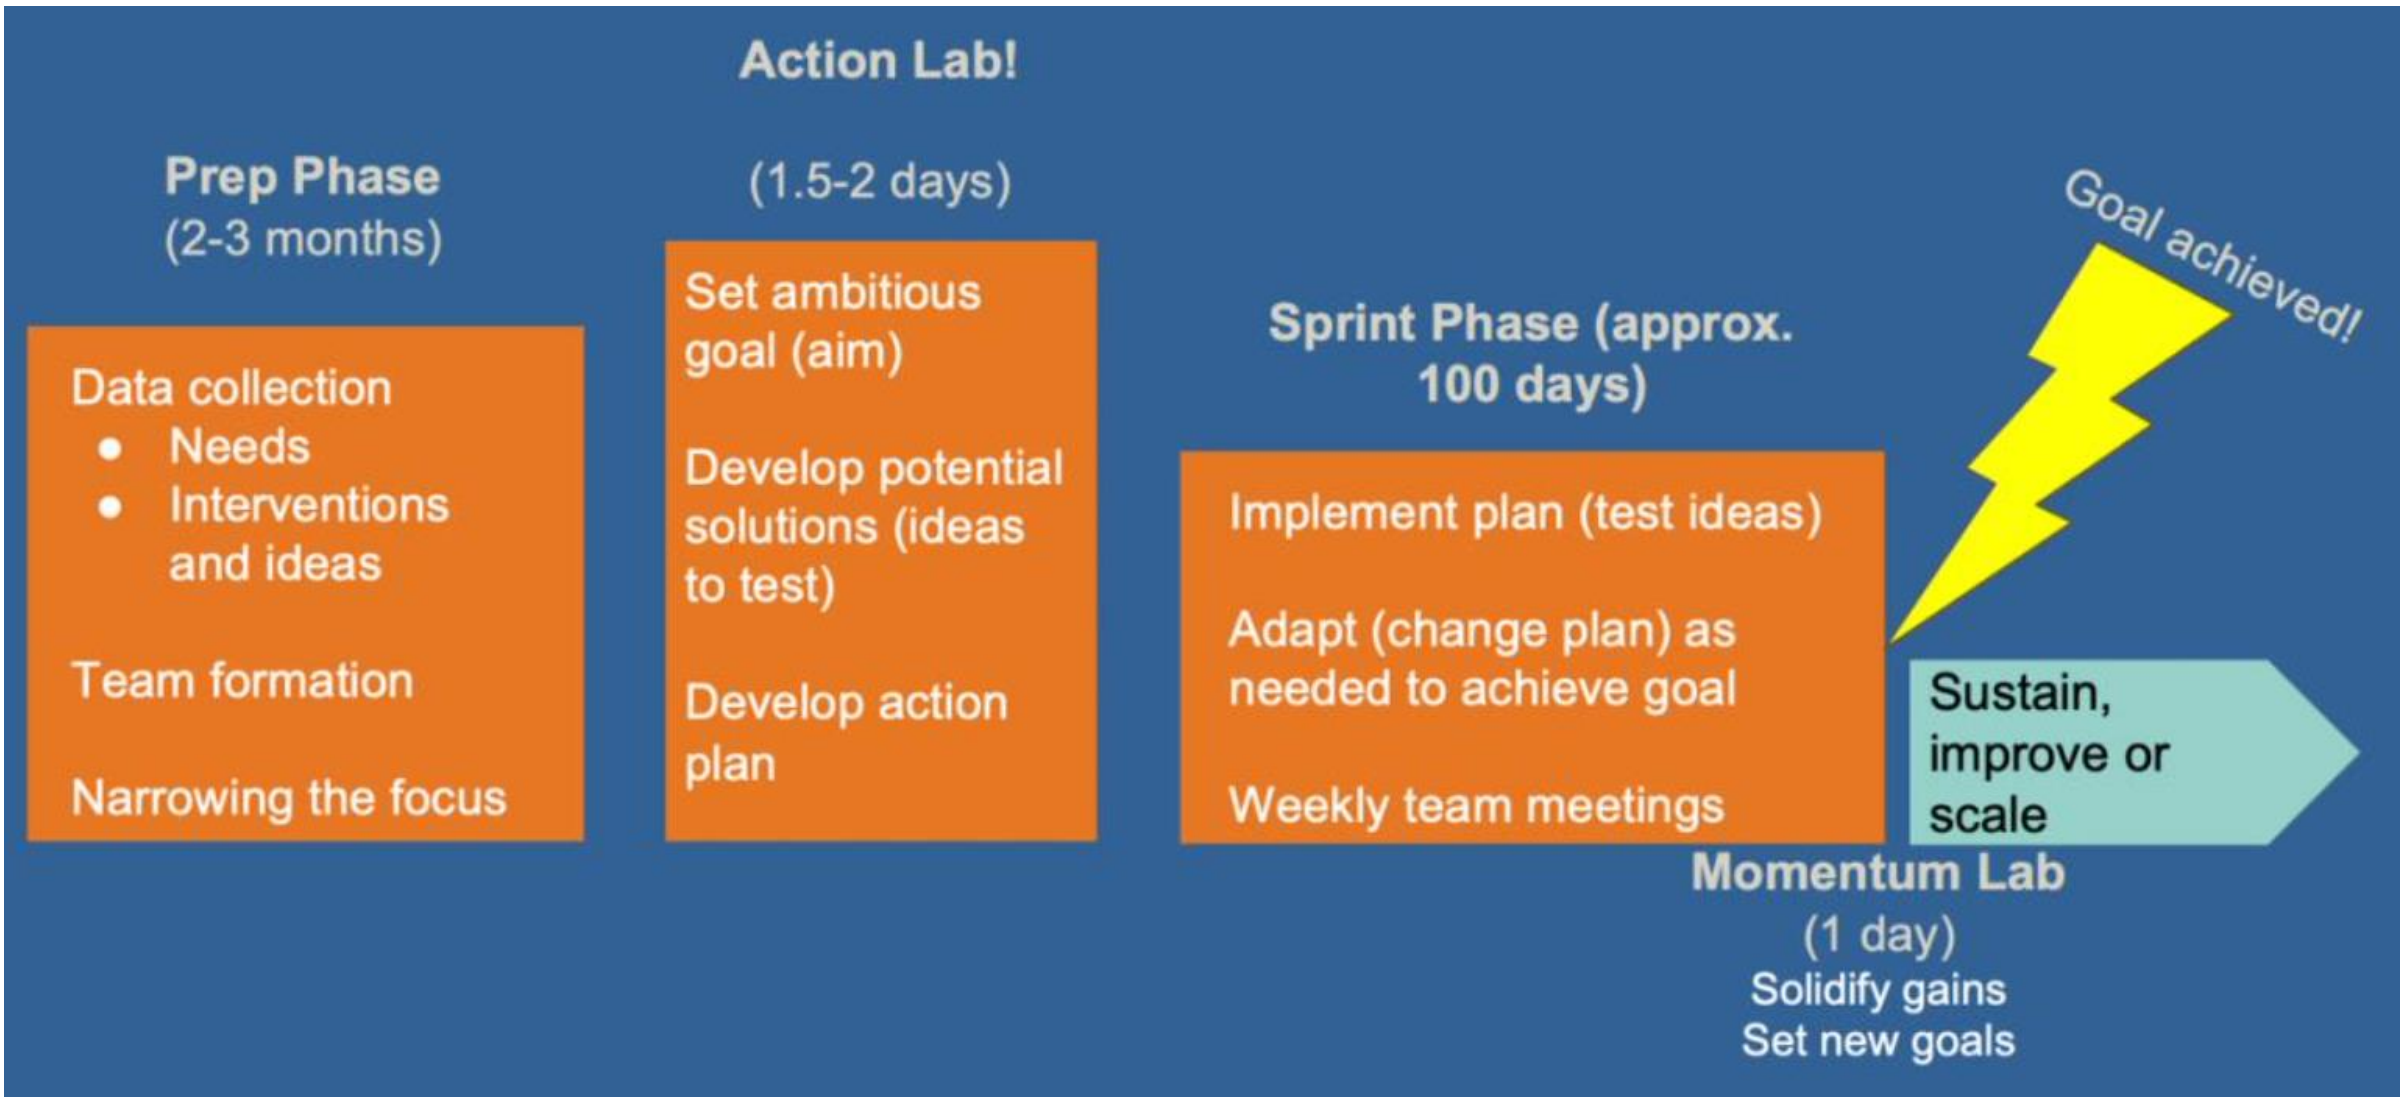 Prep Phase
(2-3 months)
Data collection
● Needs
● Interventions
and ideas
Team formation
Narrowing the focus
Action Lab!
(1.5-2 days)
Set ambitious
goal (aim)
Develop potential
solutions (ideas
to test)
Develop action
plan
Sprint Phase (approx.
100 days)
Implement plan (test ideas)
Adapt (change plan) as
needed to achieve goal
Weekly team meetings
Goal achieved!
Sustain,
improve or
scale
Momentum Lab
(1 day)
Solidify gains
Set new goals